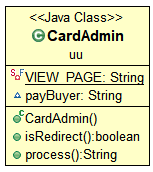 <<Java Class>>
C CardAdmin
uu
S F VIEW_PAGE: String
payBuyer: String
C CardAdmin()
isRedirect():boolean
process():String